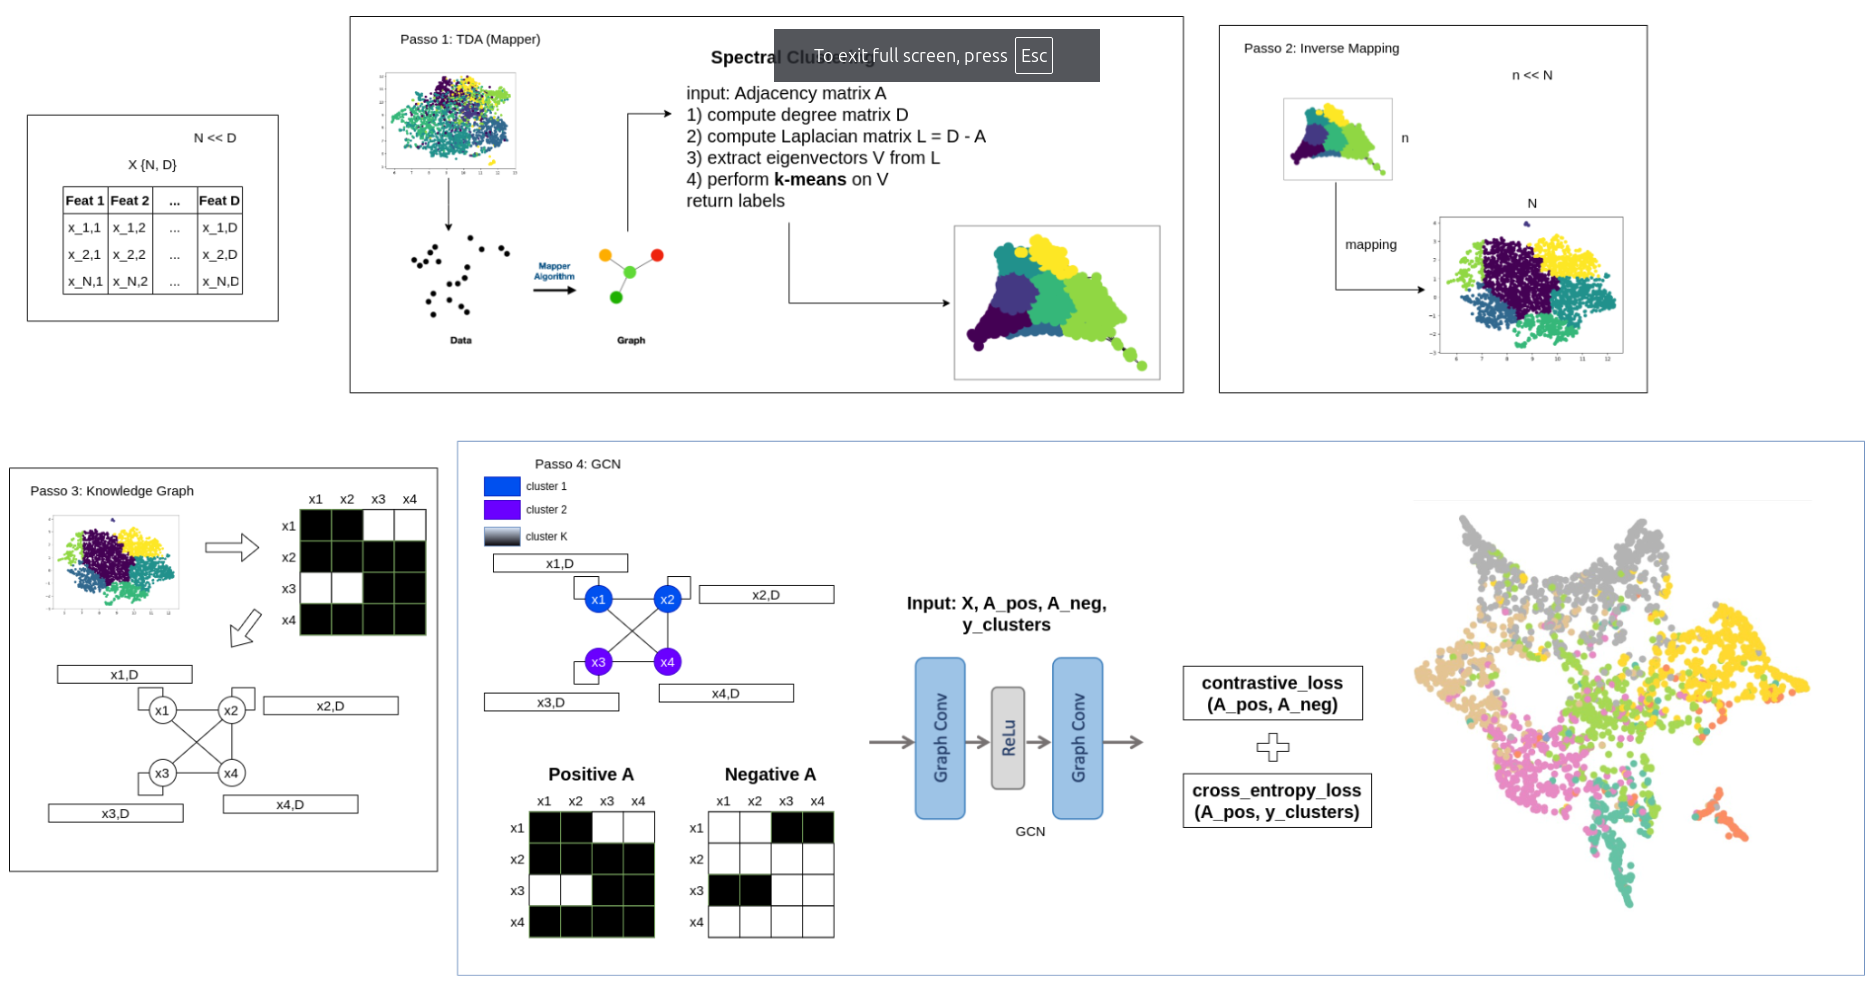 N << D
X {N, D}
Feat 1 Feat 2 ... Feat D
x_1,1 x_1,2 ... x_1,D
x_2,1 x_2,2 ... x_2,D
x_N,1 x_N,2 ... x_N,D
Passo 1: TDA (Mapper)
To exit full screen, press Esc
Spectral Clustering
input: Adjacency matrix A
1) compute degree matrix D
2) compute Laplacian matrix L = D - A
3) extract eigenvectors V from L
4) perform k-means on V
return labels
Mapper
Algorithm
Data
Graph
Passo 2: Inverse Mapping
n << N
n
N
mapping
Passo 3: Knowledge Graph
x1 x2 x3 x4
x1
x2
x3
x4
x1,D
x2,D
x1 x2
x3 x4
x3,D
x4,D
Passo 4: GCN
cluster 1
cluster 2
cluster K
x1,D
x2,D
x1 x2
x3 x4
x3,D
x4,D
Positive A
x1 x2 x3 x4
x1
x2
x3
x4
Negative A
x1 x2 x3 x4
x1
x2
x3
x4
Input: X, A_pos, A_neg,
y_clusters
Graph Conv
ReLu
Graph Conv
GCN
contrastive_loss
(A_pos, A_neg)
cross_entropy_loss
(A_pos, y_clusters)